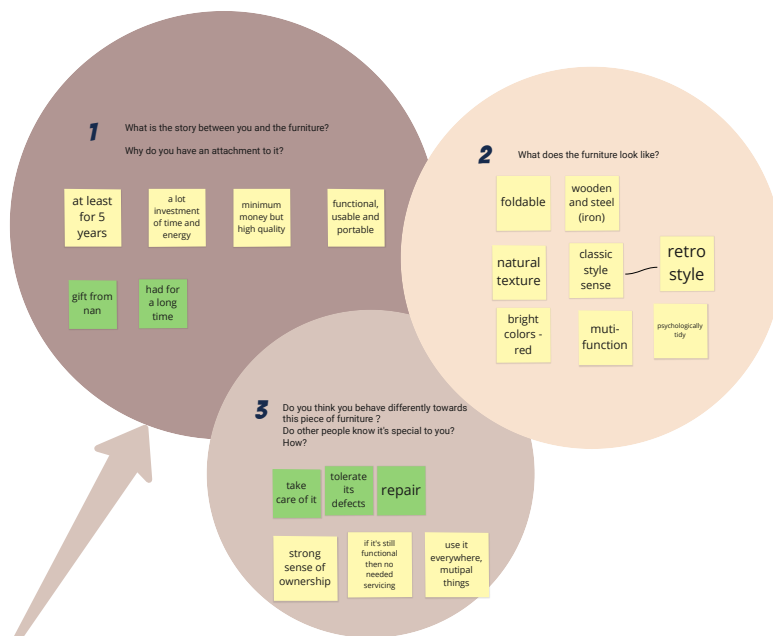 1
What is the story between you and the furniture?
Why do you have an attachment to it?
at least
for 5
years
a lot
investment
of time and
energy
minimum
money but
high quality
functional,
usable and
portable
gift from
nan
had for
a long
time
2
What does the furniture look like?
foldable
wooden
and steel
(iron)
natural
texture
classic
style
sense
retro
style
bright
colors -
red
muti-
function
psychologically
tidy
3
Do you think you behave differently towards
this piece of furniture ?
Do other people know it's special to you?
How?
take
care of it
tolerate
its
defects
repair
strong
sense of
ownership
if it's still
functional
then no
needed
servicing
use it
everywhere,
mutipal
things